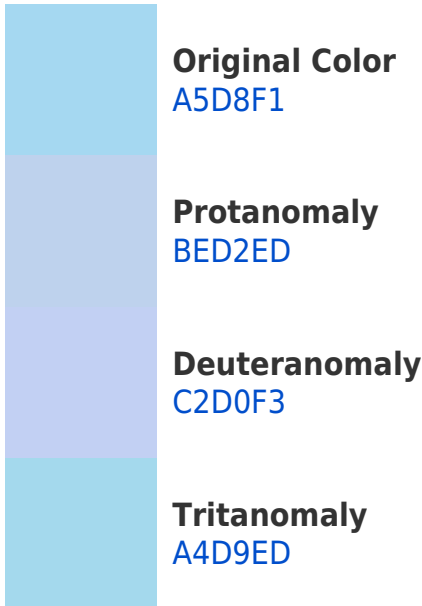 Original Color
A5D8F1
Protanomaly
BED2ED
Deuteranomaly
C2D0F3
Tritanomaly
A4D9ED